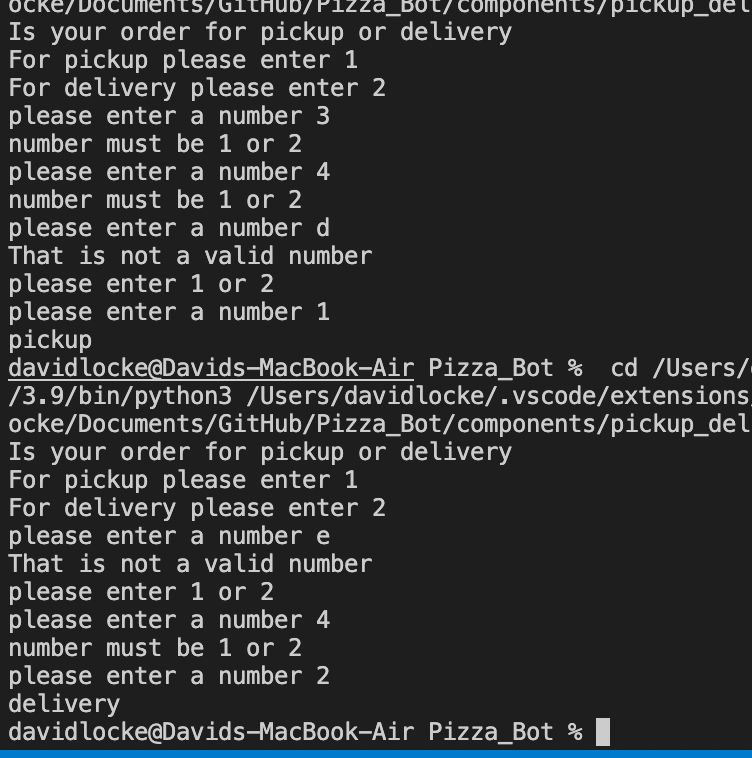 ocke/Documents/GitHub/Pizza_Bot/components/pickup_del
Is your order for pickup or delivery
For pickup please enter 1
For delivery please enter 2
please enter a number 3
number must be 1 or 2
please enter a number 4
number must be 1 or 2
please enter a number d
That is not a valid number
please enter 1 or 2
please enter a number 1
pickup
davidlocke@Davids-MacBook-Air Pizza_Bot %  cd /Users/
/3.9/bin/python3 /Users/davidlocke/.vscode/extensions
ocke/Documents/GitHub/Pizza_Bot/components/pickup_del
Is your order for pickup or delivery
For pickup please enter 1
For delivery please enter 2
please enter a number e
That is not a valid number
please enter 1 or 2
please enter a number 4
number must be 1 or 2
please enter a number 2
delivery
davidlocke@Davids-MacBook-Air Pizza_Bot %